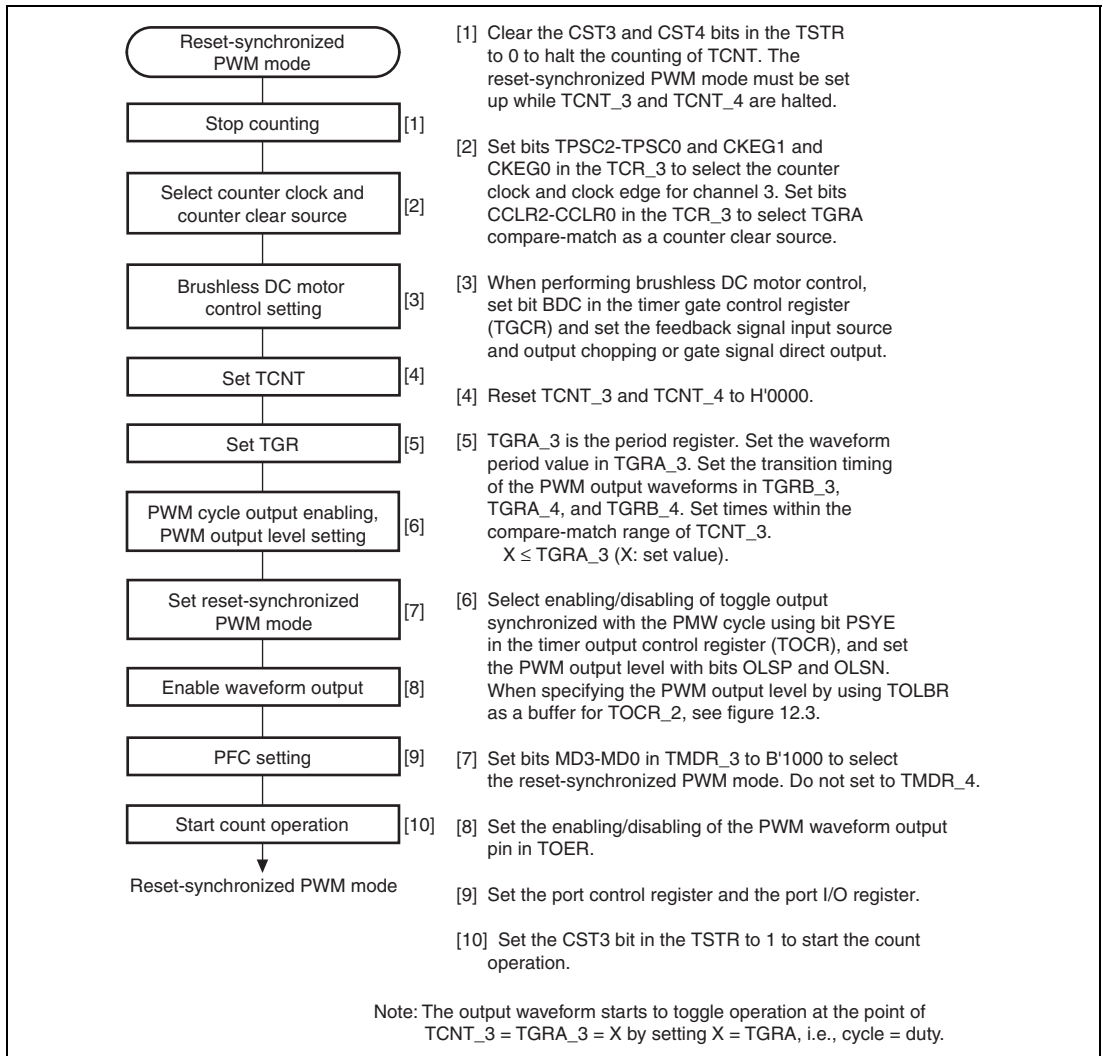 Reset-synchronized
PWM mode
Stop counting
[1]
Select counter clock and
counter clear source
[2]
Brushless DC motor
control setting
[3]
Set TCNT
[4]
Set TGR
[5]
PWM cycle output enabling,
PWM output level setting
[6]
Set reset-synchronized
PWM mode
[7]
Enable waveform output
[8]
PFC setting
[9]
Start count operation
[10]
Reset-synchronized PWM mode
[1] Clear the CST3 and CST4 bits in the TSTR
to 0 to halt the counting of TCNT. The
reset-synchronized PWM mode must be set
up while TCNT_3 and TCNT_4 are halted.
[2] Set bits TPSC2-TPSC0 and CKEG1 and
CKEG0 in the TCR_3 to select the counter
clock and clock edge for channel 3. Set bits
CCLR2-CCLR0 in the TCR_3 to select TGRA
compare-match as a counter clear source.
[3] When performing brushless DC motor control,
set bit BDC in the timer gate control register
(TGCR) and set the feedback signal input source
and output chopping or gate signal direct output.
[4] Reset TCNT_3 and TCNT_4 to H'0000.
[5] TGRA_3 is the period register. Set the waveform
period value in TGRA_3. Set the transition timing
of the PWM output waveforms in TGRB_3,
TGRA_4, and TGRB_4. Set times within the
compare-match range of TCNT_3.
X ≤ TGRA_3 (X: set value).
[6] Select enabling/disabling of toggle output
synchronized with the PMW cycle using bit PSYE
in the timer output control register (TOCR), and set
the PWM output level with bits OLSP and OLSN.
When specifying the PWM output level by using TOLBR
as a buffer for TOCR_2, see figure 12.3.
[7] Set bits MD3-MD0 in TMDR_3 to B'1000 to select
the reset-synchronized PWM mode. Do not set to TMDR_4.
[8] Set the enabling/disabling of the PWM waveform output
pin in TOER.
[9] Set the port control register and the port I/O register.
[10] Set the CST3 bit in the TSTR to 1 to start the count
operation.
Note: The output waveform starts to toggle operation at the point of
TCNT_3 = TGRA_3 = X by setting X = TGRA, i.e., cycle = duty.